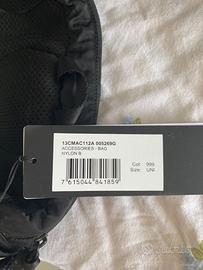 13CMAC112A 005269G
ACCESSORIES - BAG
NYLON B
Col: 999
Size: UNI
7 615044 841859